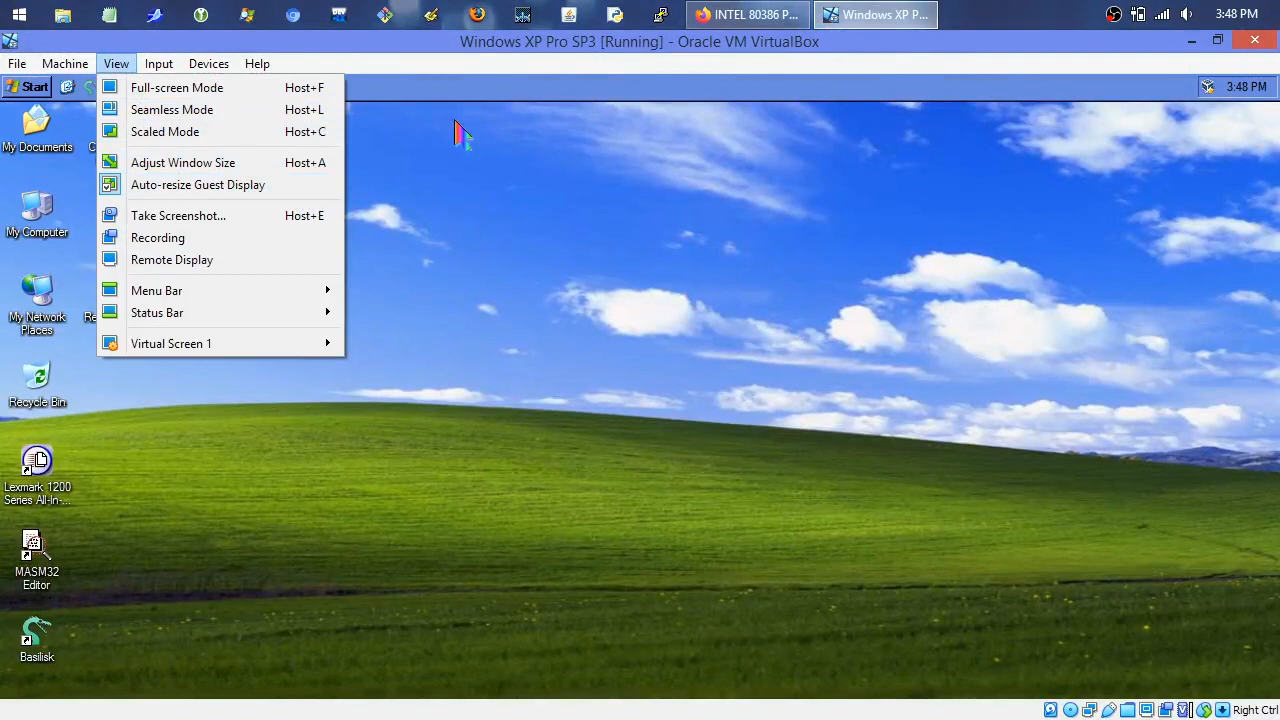 INTEL 80386 P...
Windows XP P...
3:48 PM
Windows XP Pro SP3 [Running] - Oracle VM VirtualBox
File Machine View Input Devices Help
Start
3:48 PM
Full-screen Mode Host+F
Seamless Mode Host+L
Scaled Mode Host+C
Adjust Window Size Host+A
Auto-resize Guest Display
Take Screenshot... Host+E
Recording
Remote Display
Menu Bar
Status Bar
Virtual Screen 1
My Documents
My Computer
My Network
Places
Recycle Bin
Lexmark 1200
Series All-In-...
MASM32
Editor
Basilisk
Right Ctrl